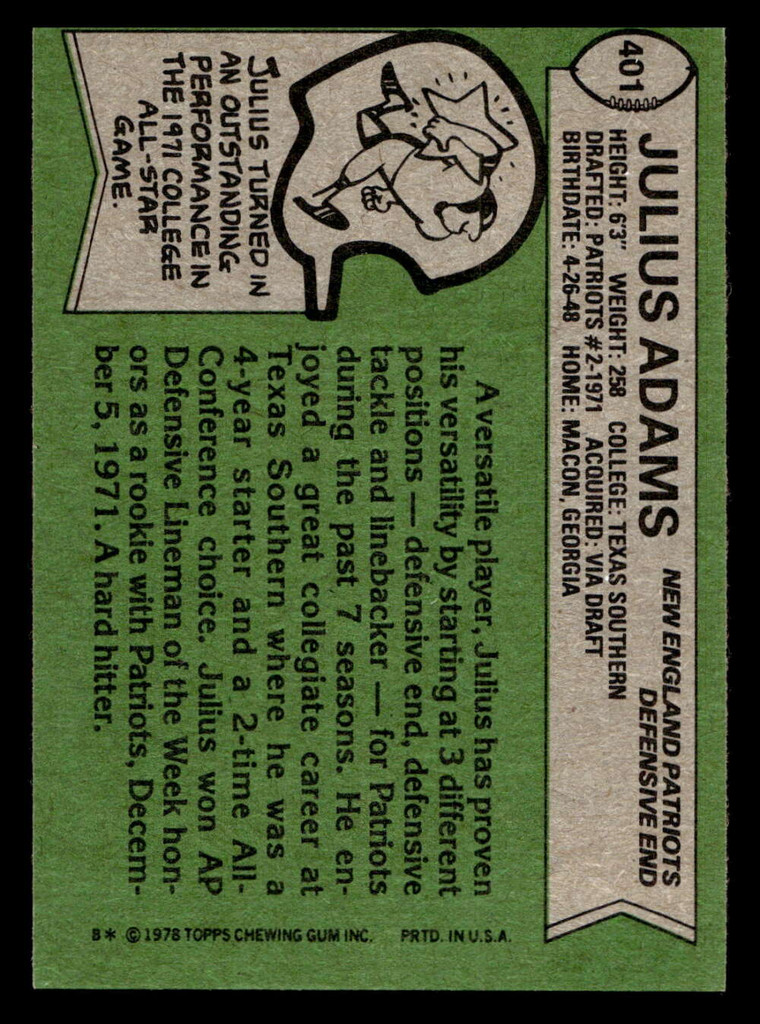 401
JULIUS ADAMS
NEW ENGLAND PATRIOTS
DEFENSIVE END
HEIGHT: 6'3" WEIGHT: 258 COLLEGE: TEXAS SOUTHERN
DRAFTED: PATRIOTS #2-1971 ACQUIRED: VIA DRAFT
BIRTHDATE: 4-26-48 HOME: MACON, GEORGIA
JULIUS TURNED IN
AN OUTSTANDING
PERFORMANCE IN
THE 1971 COLLEGE
ALL-STAR
GAME.
A versatile player, Julius has proven
his versatility by starting at 3 different
positions — defensive end, defensive
tackle and linebacker — for Patriots
during the past 7 seasons. He en-
joyed a great collegiate career at
Texas Southern where he was a
4-year starter and a 2-time All-
Conference choice. Julius won AP
Defensive Lineman of the Week hon-
ors as a rookie with Patriots, Decem-
ber 5, 1971. A hard hitter.
B* © 1978 TOPPS CHEWING GUM INC. PRTD. IN U.S.A.